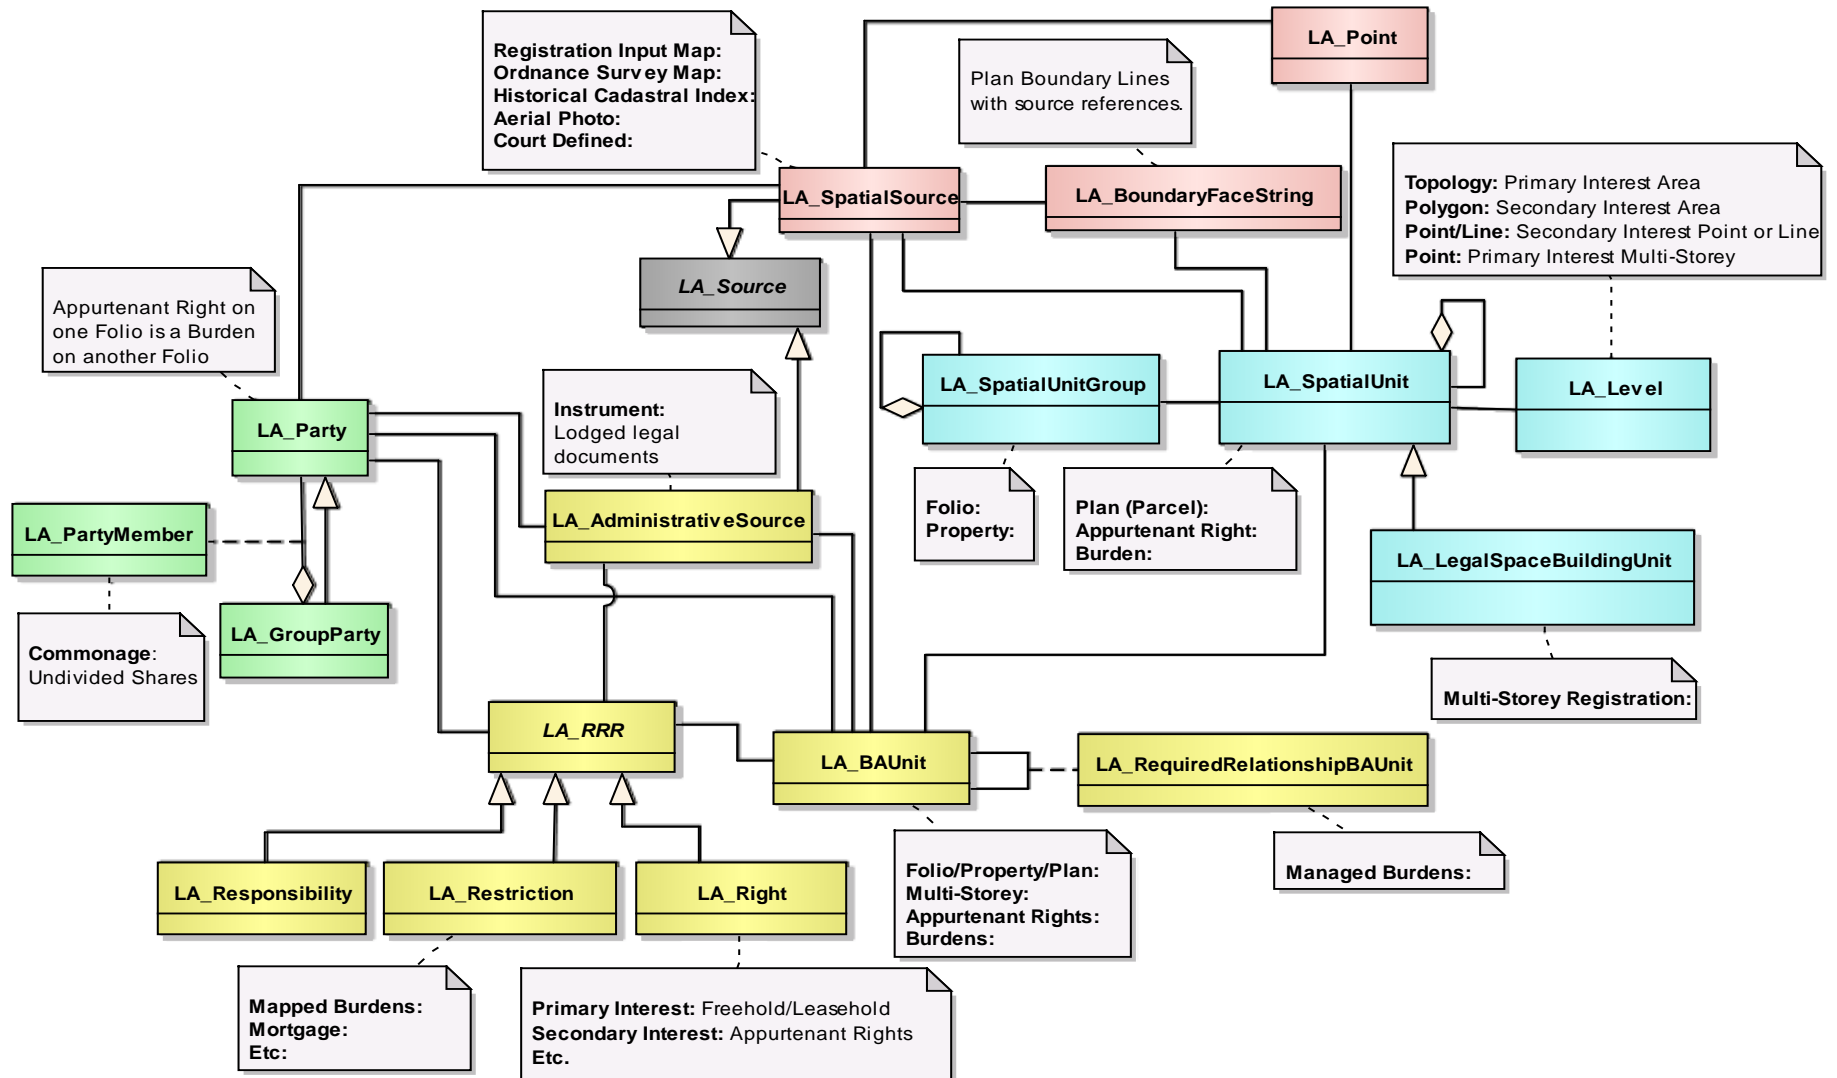 LA_Point
Registration Input Map:
Ordnance Survey Map:
Historical Cadastral Index:
Aerial Photo:
Court Defined:
Plan Boundary Lines
with source references.
Topology: Primary Interest Area
Polygon: Secondary Interest Area
Point/Line: Secondary Interest Point or Line
Point: Primary Interest Multi-Storey
LA_SpatialSource
LA_BoundaryFaceString
LA_Source
Appurtenant Right on
one Folio is a Burden
on another Folio
LA_SpatialUnitGroup
LA_SpatialUnit
LA_Level
LA_Party
Instrument:
Lodged legal
documents
Folio:
Property:
Plan (Parcel):
Appurtenant Right:
Burden:
LA_PartyMember
LA_AdministrativeSource
LA_LegalSpaceBuildingUnit
LA_GroupParty
Commonage:
Undivided Shares
Multi-Storey Registration:
LA_RRR
LA_BAUnit
LA_RequiredRelationshipBAUnit
Folio/Property/Plan:
Multi-Storey:
Appurtenant Rights:
Burdens:
Managed Burdens:
LA_Responsibility
LA_Restriction
LA_Right
Mapped Burdens:
Mortgage:
Etc:
Primary Interest: Freehold/Leasehold
Secondary Interest: Appurtenant Rights
Etc.